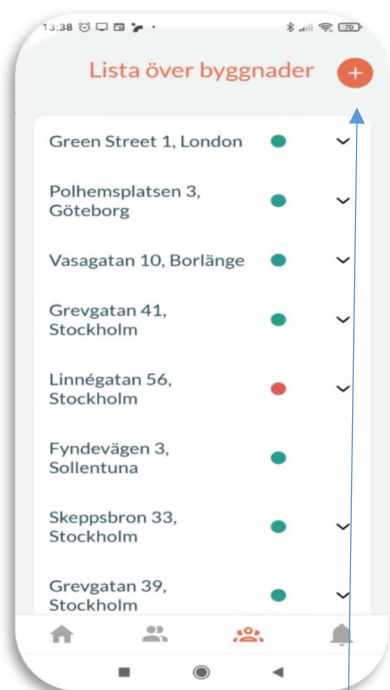 13:38
70
Lista över byggnader
+
Green Street 1, London
Polhemsplatsen 3,
Göteborg
Vasagatan 10, Borlänge
Grevgatan 41,
Stockholm
Linnégatan 56,
Stockholm
Fyndevägen 3,
Sollentuna
Skeppsbron 33,
Stockholm
Grevgatan 39,
Stockholm